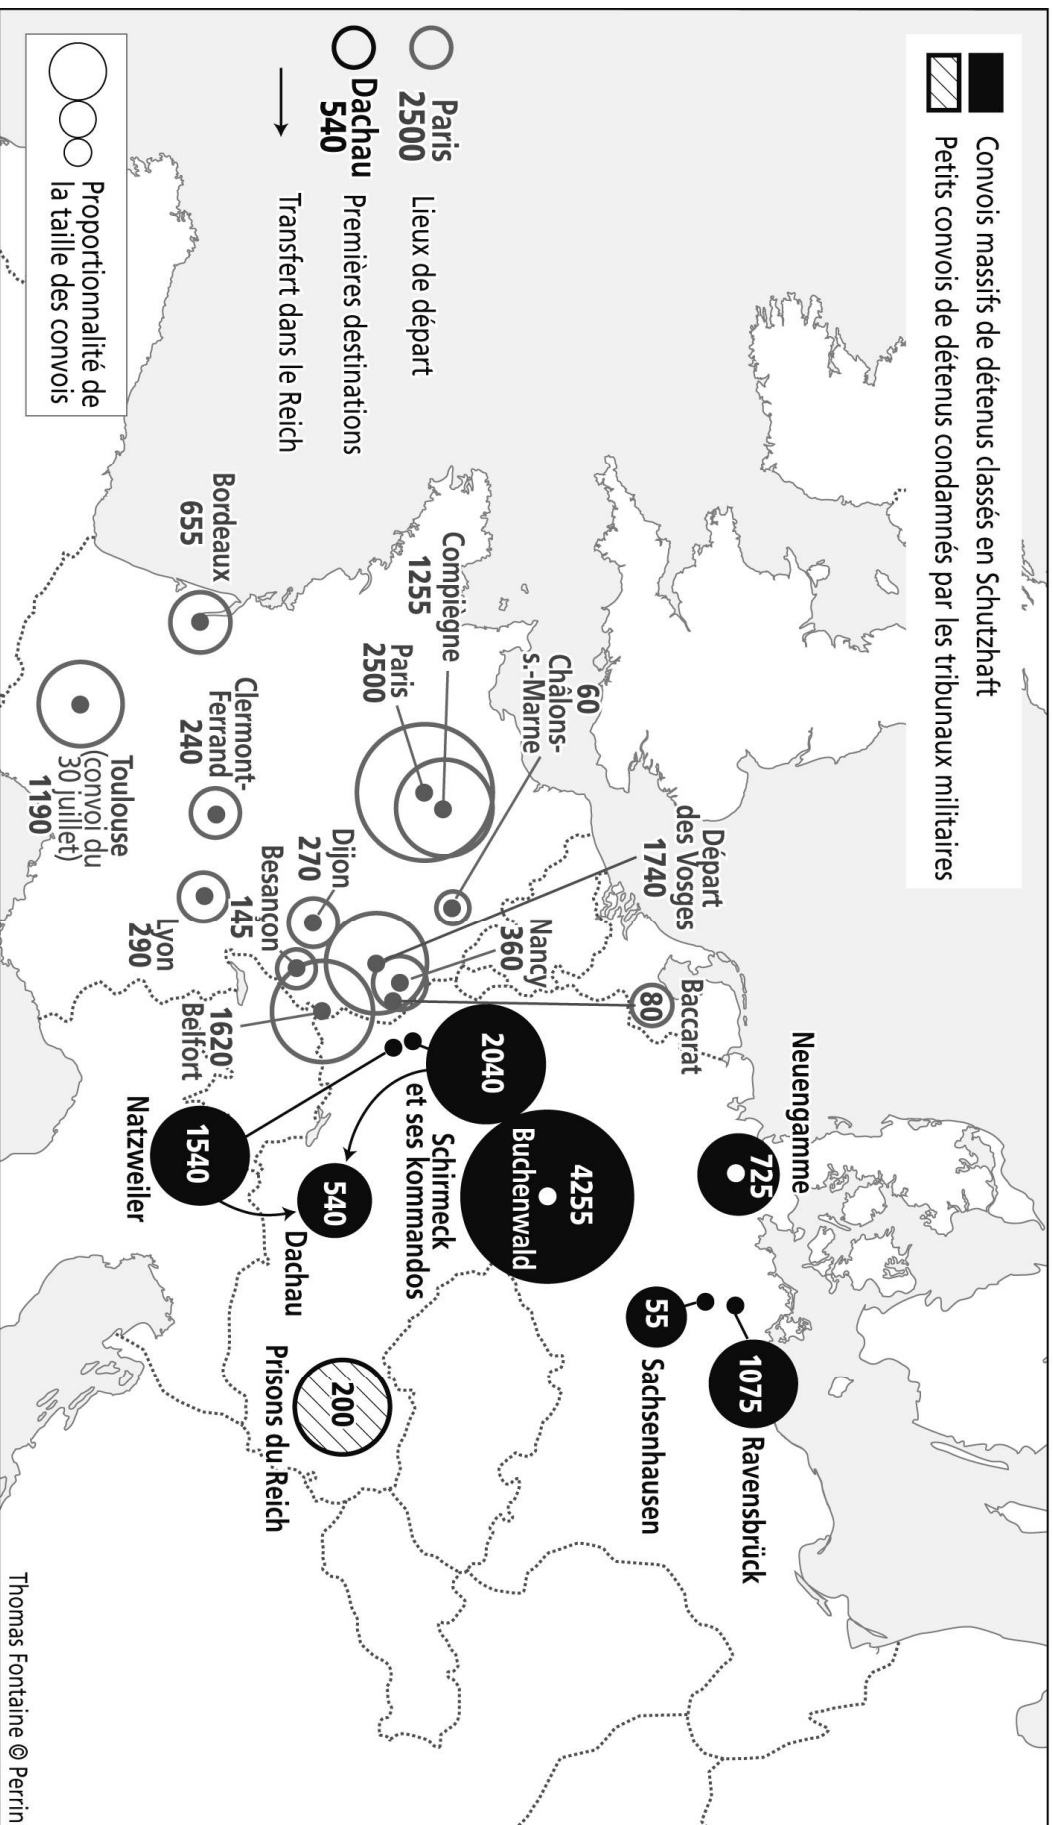 Convois massifs de détenus classés en Schutzhaft
Petits convois de détenus condamnés par les tribunaux militaires
Paris
2500
Lieux de départ
Dachau
540
Premières destinations
Transfert dans le Reich
Proportionnalité de
la taille des convois
Neuengamme
725
1075
Ravensbrück
55
Sachsenhausen
Baccarat
80
Départ
des Vosges
1740
60
Châlons-
s.-Marne
Nancy
360
4255
Buchenwald
2040
Schirmeck
et ses kommandos
Compiègne
1255
Paris
2500
Dijon
270
Besançon
145
1620
Belfort
540
Dachau
200
Prisons du Reich
1540
Natzweiler
Bordeaux
655
Clermont-
Ferrand
240
Lyon
290
Toulouse
(convoi du
30 juillet)
1190
Thomas Fontaine © Perrin